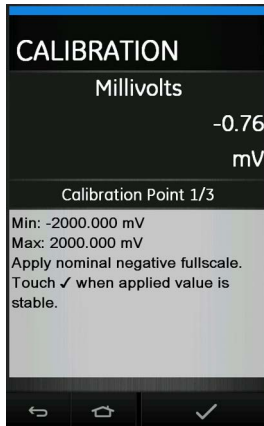 CALIBRATION
Millivolts
-0.76
mV
Calibration Point 1/3
Min: -2000.000 mV
Max: 2000.000 mV
Apply nominal negative fullscale.
Touch ✓ when applied value is
stable.